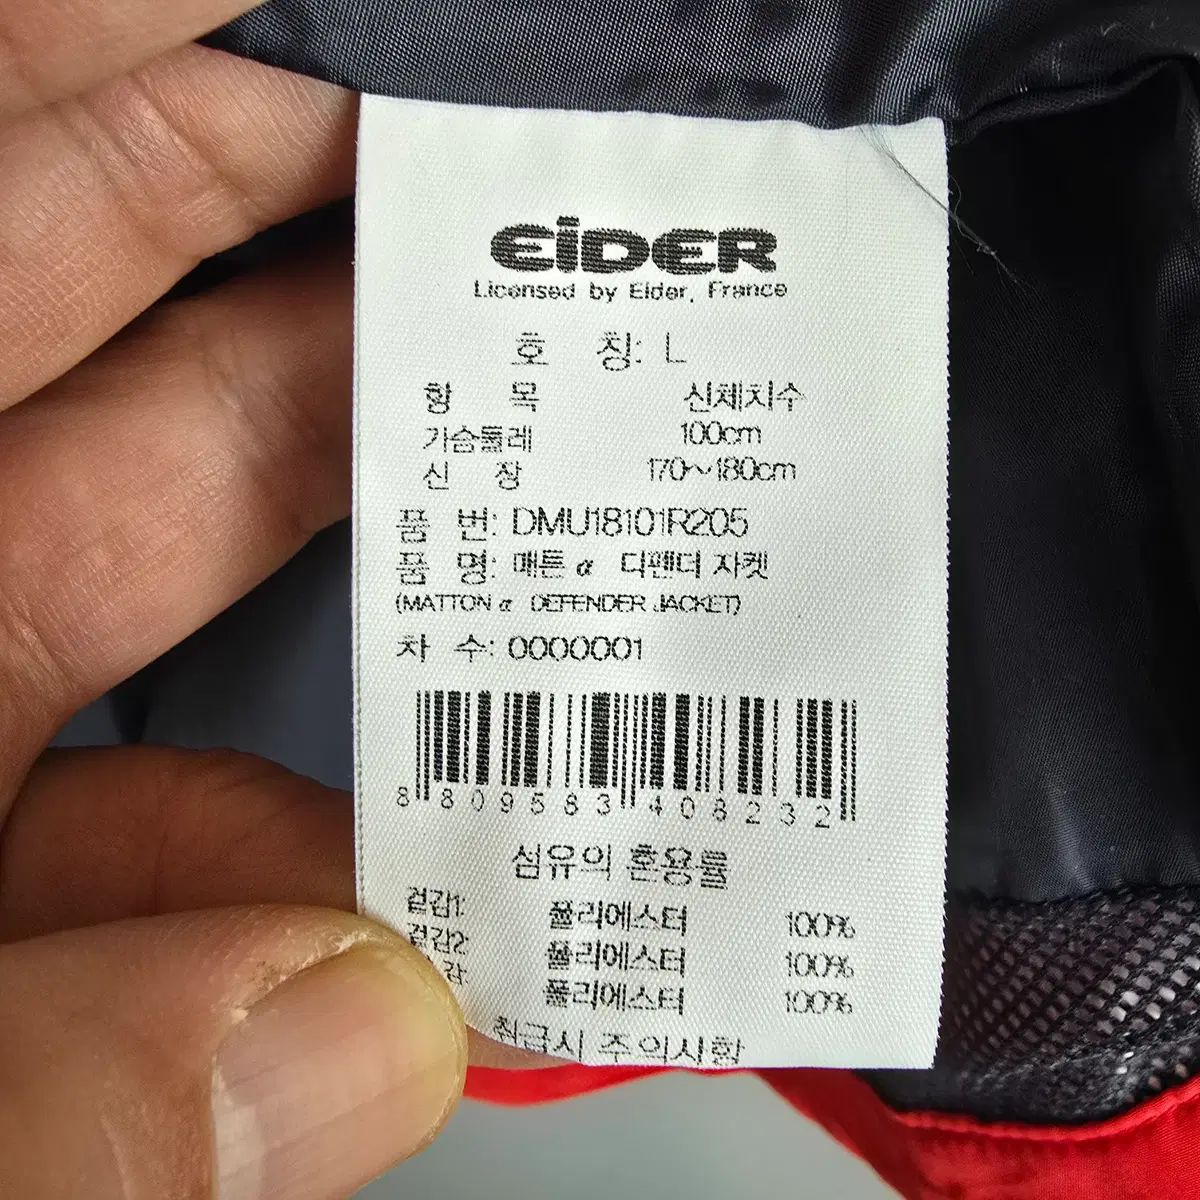 EiDER
Licensed by Eider, France
호 칭: L
항 목 신체치수
가슴둘레 100cm
신 장 170~180cm
품 번: DMU18101R205
품 명: 매튼 α 디펜더 자켓
(MATTON α DEFENDER JACKET)
차 수: 0000001
8 809583 408232
섬유의 혼용률
겉감1: 폴리에스터 100%
겉감2: 폴리에스터 100%
감: 폴리에스터 100%
취급시 주의사항